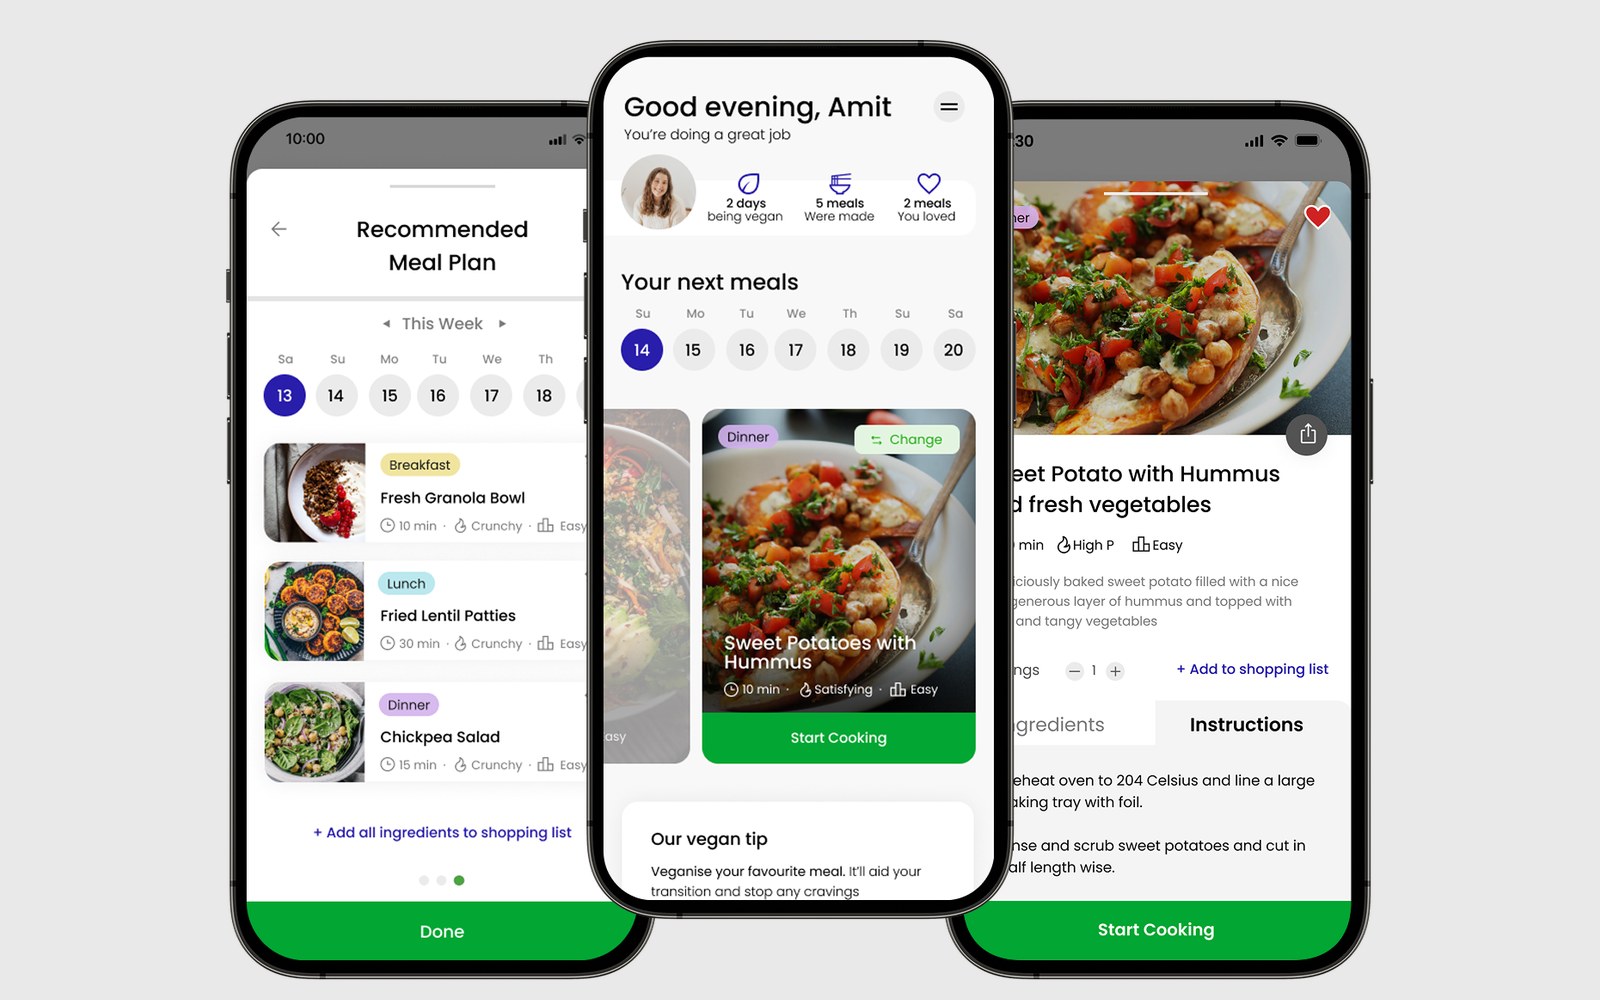 10:00
Recommended
Meal Plan
This Week
Sa Su Mo Tu We Th
13 14 15 16 17 18
Breakfast
Fresh Granola Bowl
10 min · Crunchy · Easy
Lunch
Fried Lentil Patties
30 min · Crunchy · Easy
Dinner
Chickpea Salad
15 min · Crunchy · Easy
+ Add all ingredients to shopping list
Done
Good evening, Amit
You're doing a great job
2 days
being vegan
5 meals
Were made
2 meals
You loved
Your next meals
Su Mo Tu We Th Su Sa
14 15 16 17 18 19 20
asy
Dinner
Change
Sweet Potatoes with
Hummus
10 min · Satisfying · Easy
Start Cooking
Our vegan tip
Veganise your favourite meal. It'll aid your
transition and stop any cravings
:30
ner
eet Potato with Hummus
d fresh vegetables
min High P Easy
iciously baked sweet potato filled with a nice
generous layer of hummus and topped with
and tangy vegetables
ngs 1 + Add to shopping list
gredients Instructions
eheat oven to 204 Celsius and line a large
aking tray with foil.
nse and scrub sweet potatoes and cut in
alf length wise.
Start Cooking